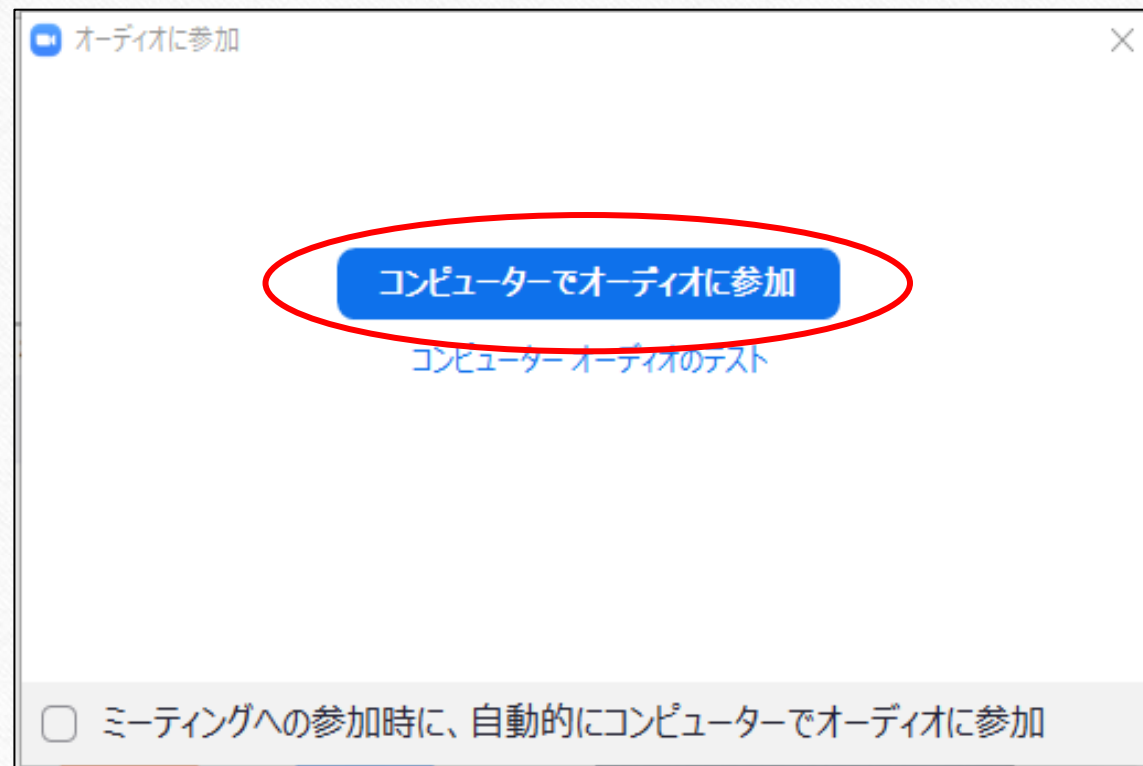 オーディオに参加
コンピューターでオーディオに参加
コンピューター オーディオのテスト
ミーティングへの参加時に、自動的にコンピューターでオーディオに参加